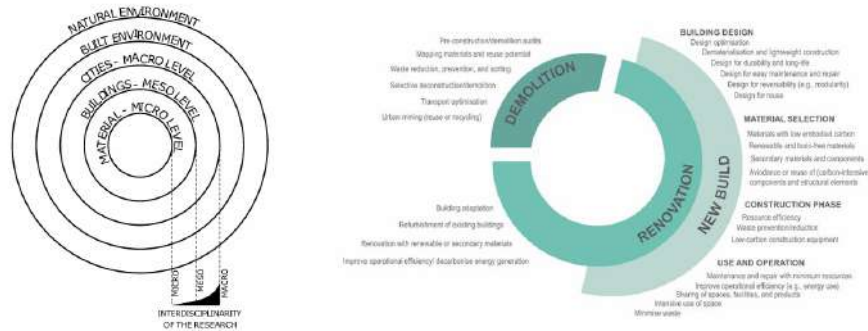 NATURAL ENVIRONMENT
BUILT ENVIRONMENT
CITIES - MACRO LEVEL
BUILDINGS - MESO LEVEL
MATERIAL - MICRO LEVEL
MICRO
MESO
MACRO
INTERDISCIPLINARITY
OF THE RESEARCH
Pre-construction/demolition audits
Mapping materials and reuse potential
Waste reduction, prevention, and sorting
Selective deconstruction/demolition
Transport optimisation
Urban mining (reuse or recycling)
DEMOLITION
Building adaptation
Refurbishment of existing buildings
Renovation with renewable or secondary materials
Improve operational efficiency/ decarbonise energy generation
RENOVATION
NEW BUILD
BUILDING DESIGN
Design optimisation
Dematerialisation and lightweight construction
Design for durability and long-life
Design for easy maintenance and repair
Design for reversability (e.g., modularity)
Design for reuse
MATERIAL SELECTION
Materials with low embodied carbon
Renewable and toxic-free materials
Secondary materials and components
Avoidance or reuse of (carbon-intensive
components and structural elements
CONSTRUCTION PHASE
Resource efficiency
Waste prevention/reduction
Low-carbon construction equipment
USE AND OPERATION
Maintenance and repair with minimum resources
Improve operational efficiency (e.g., energy use)
Sharing of spaces, facilities, and products
Intensive use of space
Minimise waste